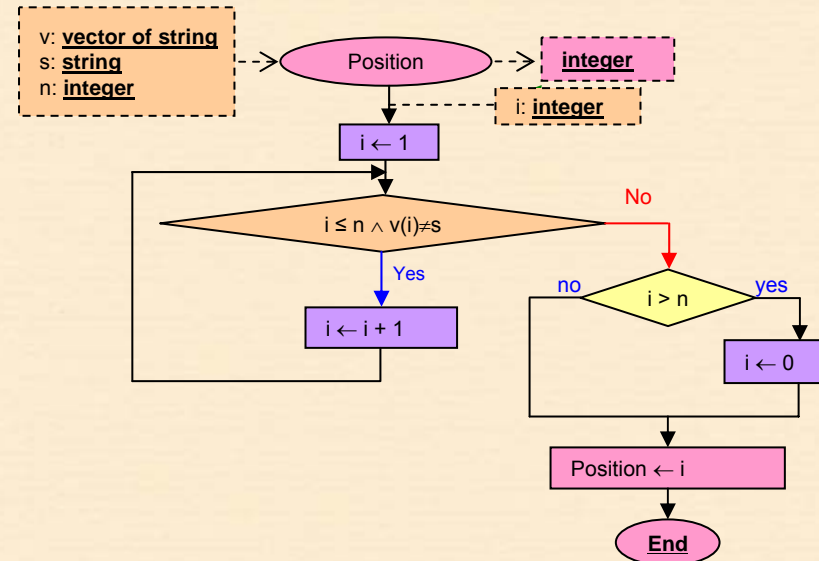 v: vector of string
s: string
n: integer
Position
integer
i: integer
i ← 1
i ≤ n ∧ v(i)≠s
No
Yes
i ← i + 1
no
i > n
yes
i ← 0
Position ← i
End